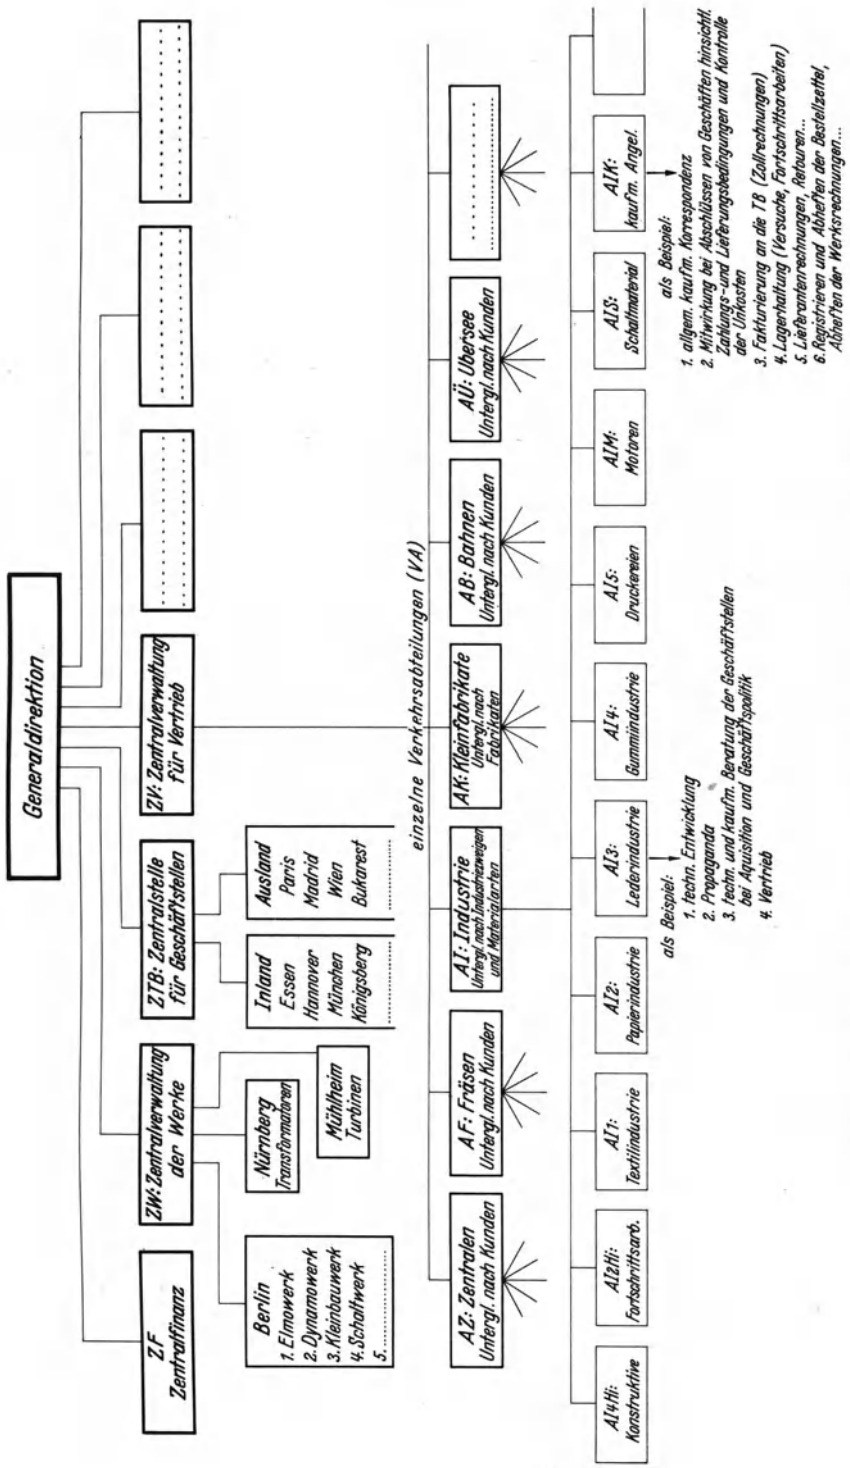 Generaldirektion
Z.F
Zentralfinanz
ZW: Zentralverwaltung
der Werke
ZTB: Zentralstelle
für Geschäftstellen
ZV: Zentralverwaltung
für Vertrieb
Berlin
1. Elmowerk
2. Dynamowerk
3. Kleinbauwerk
4. Schaltwerk
5. ..............
Nürnberg
Transformatoren
Mühlheim
Turbinen
Inland
Essen
Hannover
München
Königsberg
Ausland
Paris
Madrid
Wien
Bukarest
einzelne Verkehrsabteilungen (VA)
AZ: Zentralen
Untergl. nach Kunden
AF: Fräsen
Untergl. nach Kunden
AI: Industrie
Untergl. nach Industriezweigen
und Materialarten
AK: Kleinfabrikate
Untergl. nach
Fabrikaten
AB: Bahnen
Untergl. nach Kunden
AÜ: Übersee
Untergl. nach Kunden
AI4Hi:
Konstruktive
AI2Hi:
Fortschrittsarb.
AI1:
Textilindustrie
AI2:
Papierindustrie
AI3:
Lederindustrie
AI4:
Gummiindustrie
AI5:
Druckereien
AIM:
Motoren
AIS:
Schaltmaterial
AIK:
kaufm. Angel.
als Beispiel:
1. techn. Entwicklung
2. Propaganda
3. techn. und kaufm. Beratung der Geschäftstellen
bei Aquisition und Geschäftspolitik
4. Vertrieb
als Beispiel:
1. allgem. kaufm. Korrespondenz
2. Mitwirkung bei Abschlüssen von Geschäften hinsichtl.
Zahlungs- und Lieferungsbedingungen und Kontrolle
der Unkosten
3. Fakturierung an die TB (Zollrechnungen)
4. Lagerhaltung (Versuche, Fortschrittsarbeiten)
5. Lieferantenrechnungen, Retouren...
6. Registrieren und Abheften der Bestellzettel,
Abheften der Werksrechnungen...